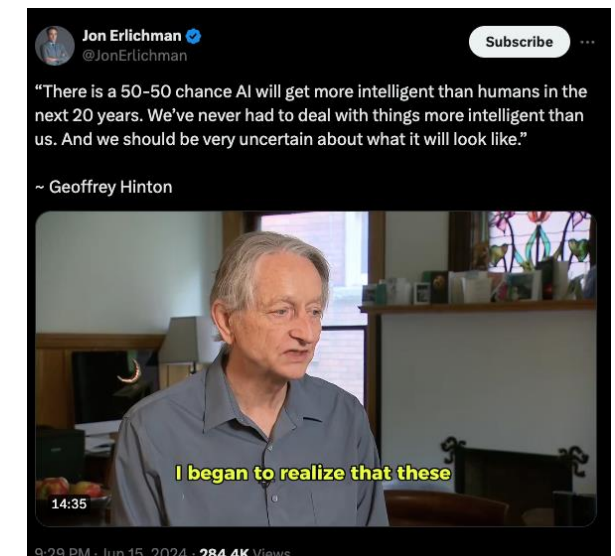 Jon Erlichman
@JonErlichman
Subscribe
“There is a 50-50 chance AI will get more intelligent than humans in the
next 20 years. We’ve never had to deal with things more intelligent than
us. And we should be very uncertain about what it will look like.”
~ Geoffrey Hinton
I began to realize that these
14:35
9:29 PM · Jun 15, 2024 · 284.4K Views